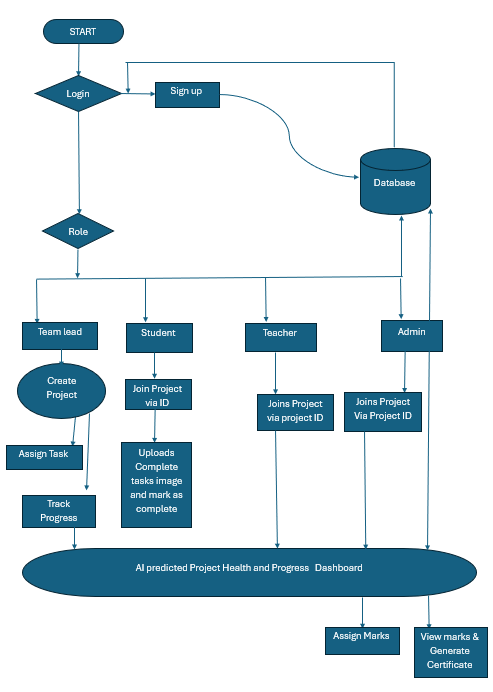 START
Login
Sign up
Database
Role
Team lead
Student
Teacher
Admin
Create
Project
Join Project
via ID
Joins Project
via project ID
Joins Project
Via Project ID
Assign Task
Uploads
Complete
tasks image
and mark as
complete
Track
Progress
AI predicted Project Health and Progress Dashboard
Assign Marks
View marks &
Generate
Certificate